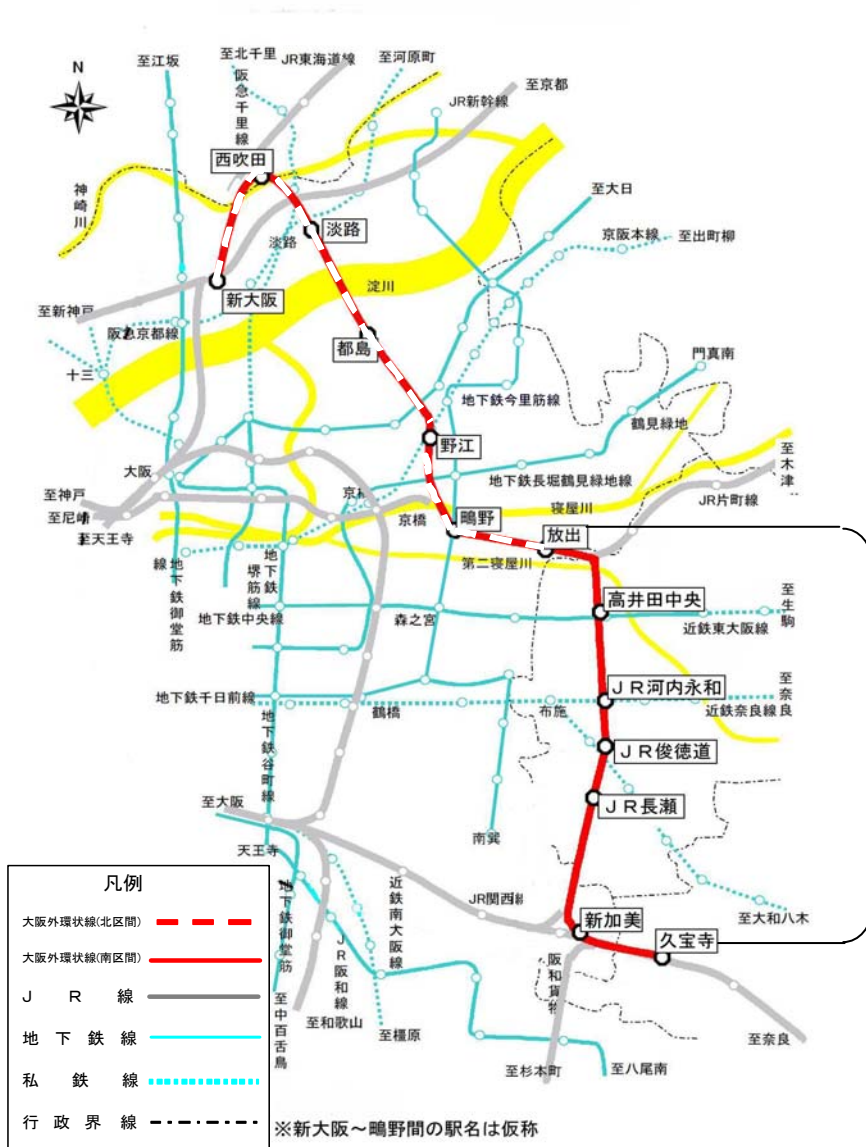 至江坂
至北千里
JR東海道線
至河原町
至京都
N
阪急千里線
JR新幹線
西吹田
至大日
神崎川
淡路
淡路
京阪本線
至出町柳
新大阪
淀川
至新神戸
阪急京都線
都島
門真南
十三
地下鉄今里筋線
鶴見緑地
野江
至木津
大阪
地下鉄長堀鶴見緑地線
至神戸
京橋
JR片町線
寝屋川
至尼崎
京橋
鴫野
放出
至天王寺
地下鉄御堂筋線
地下鉄堺筋線
第二寝屋川
至生駒
高井田中央
地下鉄中央線
森之宮
近鉄東大阪線
至奈良
JR河内永和
地下鉄千日前線
鶴橋
布施
近鉄奈良線
地下鉄谷町線
JR俊徳道
至大阪
JR長瀬
南巽
天王寺
凡例
地下鉄御堂筋
JR阪和線
近鉄南大阪線
JR関西線
新加美
至大和八木
大阪外環状線(北区間)
久宝寺
大阪外環状線(南区間)
阪和貨物
JR線
至中百舌鳥
至和歌山
至橿原
至奈良
地下鉄線
至杉本町
至八尾南
私鉄線
行政界線
※新大阪~鴫野間の駅名は仮称